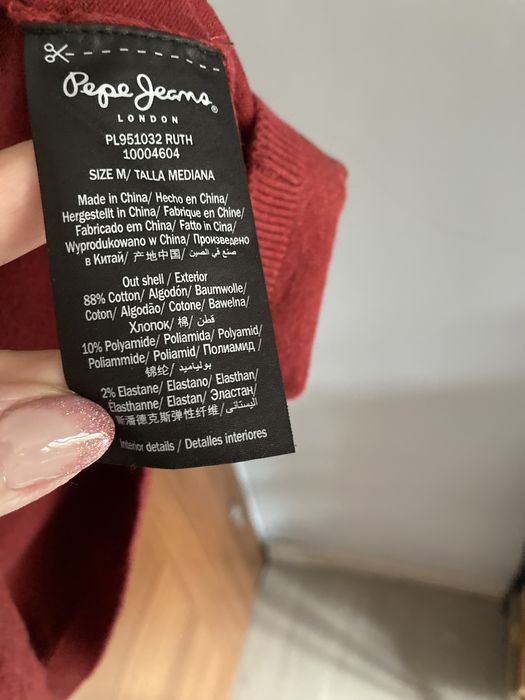 Pepe Jeans®
LONDON
PL951032 RUTH
10004604
SIZE M/ TALLA MEDIANA
Made in China/ Hecho en China/
Hergestellt in China/ Fabrique en Chine/
Fabricado em China/ Fatto in Cina/
Wyprodukowano w China/ Произведено
в Китай/ 产地中国/ صنع في الصين
Out shell / Exterior
88% Cotton/ Algodón/ Baumwolle/
Coton/ Algodão/ Cotone/ Bawelna/
Хлопок/ 棉/ قطن/
10% Polyamide/ Poliamida/ Polyamid/
Poliammide/ Poliamid/ Полиамид /
锦纶/ بوليامید/
2% Elastane/ Elastano/ Elasthan/
Élasthanne/ Elastan/ Эластан/
斯潘德克斯弹性纤维/ اليستانى/
Interior details / Detalles interiores